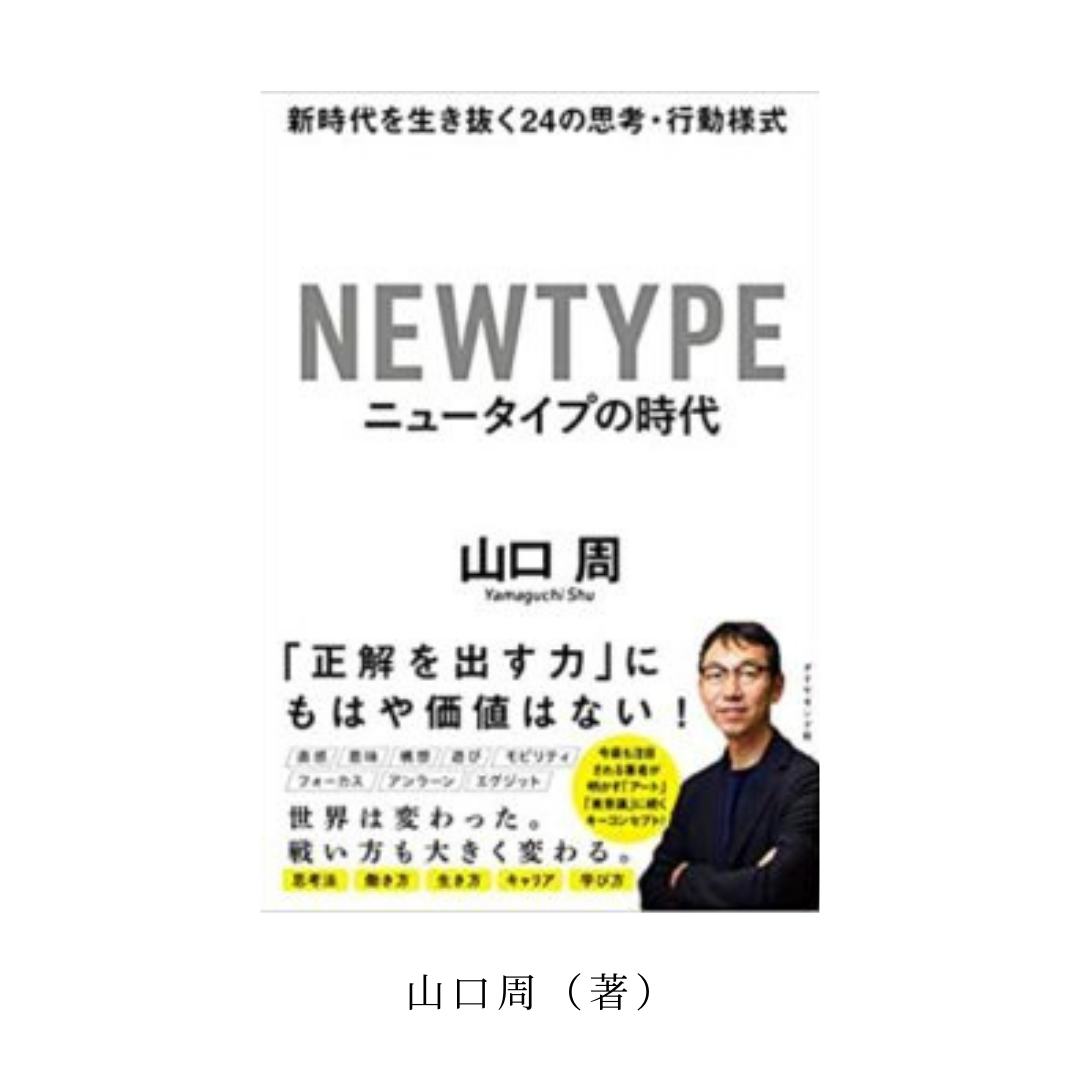 新時代を生き抜く24の思考・行動様式
NEWTYPE
ニュータイプの時代
山口 周
Yamaguchi Shu
「正解を出す力」に
もはや価値はない！
直感 意味 構想 遊び モビリティ
フォーカス アンラーン エグジット
世界は変わった。
戦い方も大きく変わる。
思考法 働き方 生き方 キャリア 学び方
今最も注目
される著者が
明かす「アート」
「美意識」に続く
キーコンセプト!
ダイヤモンド社
山口周（著）